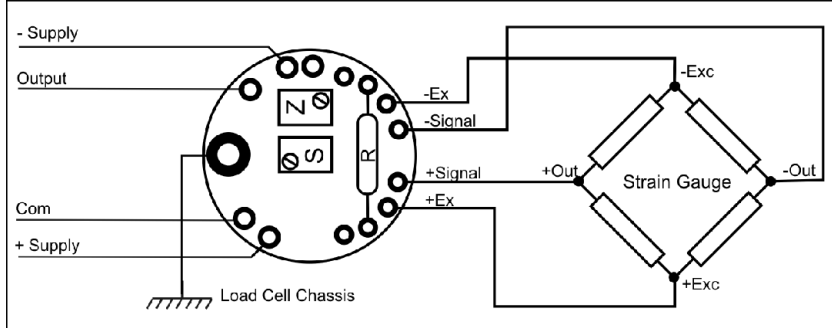 - Supply
Output
Com
+ Supply
Load Cell Chassis
Z
S
R
-Ex
-Signal
+Signal
+Ex
-Exc
+Out
Strain Gauge
-Out
+Exc